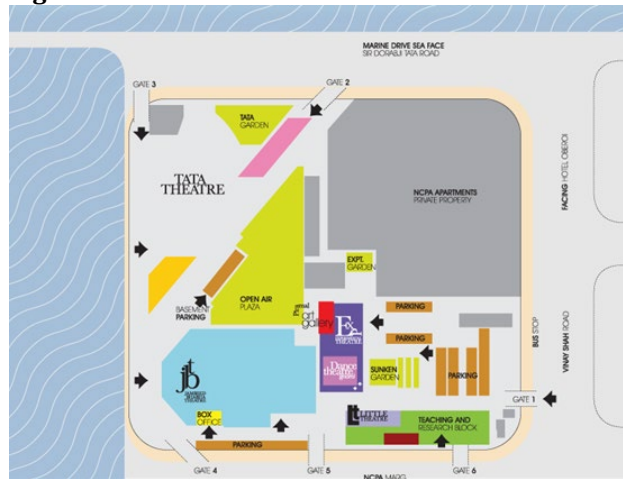 MARINE DRIVE SEA FACE
SIR DORABJI TATA ROAD
GATE 3
GATE 2
TATA
GARDEN
TATA
THEATRE
NCPA APARTMENTS
PRIVATE PROPERTY
FACING HOTEL OBEROI
EXPT.
GARDEN
OPEN AIR
PLAZA
BASEMENT
PARKING
art
gallery
THEATRE
PARKING
PARKING
PARKING
BUS STOP
VINAY SHAH ROAD
Dance
theatre
SUNKEN
GARDEN
jbt
THEATRE
BOX
OFFICE
LITTLE
THEATRE
TEACHING AND
RESEARCH BLOCK
GATE 1
PARKING
GATE 4
GATE 5
GATE 6
NCPA MARG